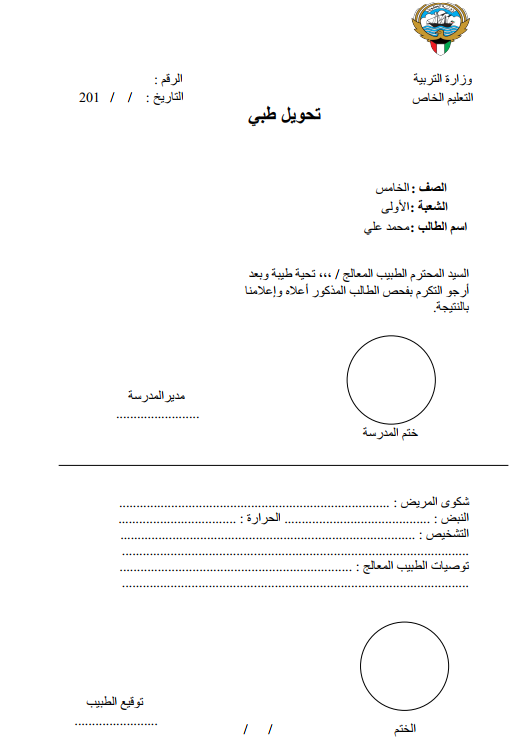 وزارة التربية
التعليم الخاص
الرقم :
التاريخ : / / 201
تحويل طبي
الصف : الخامس
الشعبة : الأولى
اسم الطالب : محمد علي
السيد المحترم الطبيب المعالج / ،،، تحية طيبة وبعد
أرجو التكرم بفحص الطالب المذكور أعلاه وإعلامنا
بالنتيجة.
مديرالمدرسة
........................
ختم المدرسة
شكوى المريض : ..............................................................................
النبض : .......................................... الحرارة : ..................................
التشخيص : .....................................................................................
....................................................................................................
توصيات الطبيب المعالج : ...................................................................
....................................................................................................
توقيع الطبيب
........................
الختم
/ /